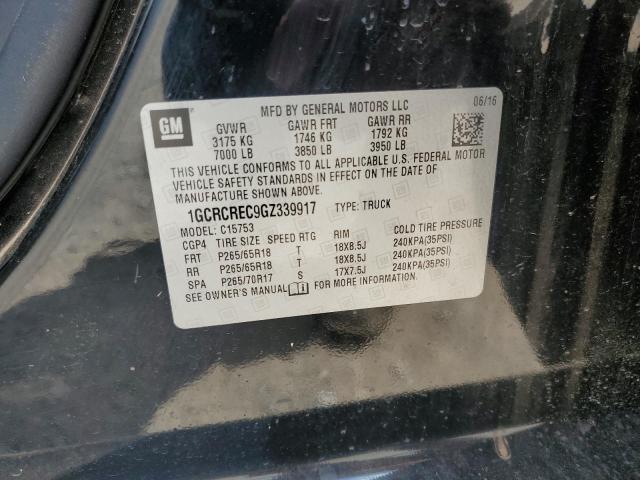 GM
MFD BY GENERAL MOTORS LLC
06/16
GVWR GAWR FRT GAWR RR
3175 KG 1746 KG 1792 KG
7000 LB 3850 LB 3950 LB
THIS VEHICLE CONFORMS TO ALL APPLICABLE U.S. FEDERAL MOTOR
VEHICLE SAFETY STANDARDS IN EFFECT ON THE DATE OF
MANUFACTURE SHOWN ABOVE.
1GCRCREC9GZ339917 TYPE: TRUCK
MODEL: C15753
CGP4 TIRE SIZE SPEED RTG RIM COLD TIRE PRESSURE
FRT P265/65R18 T 18X8.5J 240KPA(35PSI)
RR P265/65R18 T 18X8.5J 240KPA(35PSI)
SPA P265/70R17 S 17X7.5J 240KPA(35PSI)
SEE OWNER'S MANUAL FOR MORE INFORMATION.